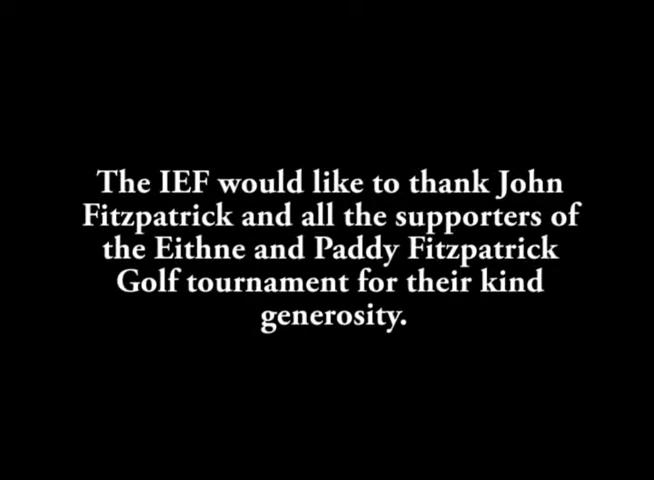 The IEF would like to thank John
Fitzpatrick and all the supporters of
the Eithne and Paddy Fitzpatrick
Golf tournament for their kind
generosity.